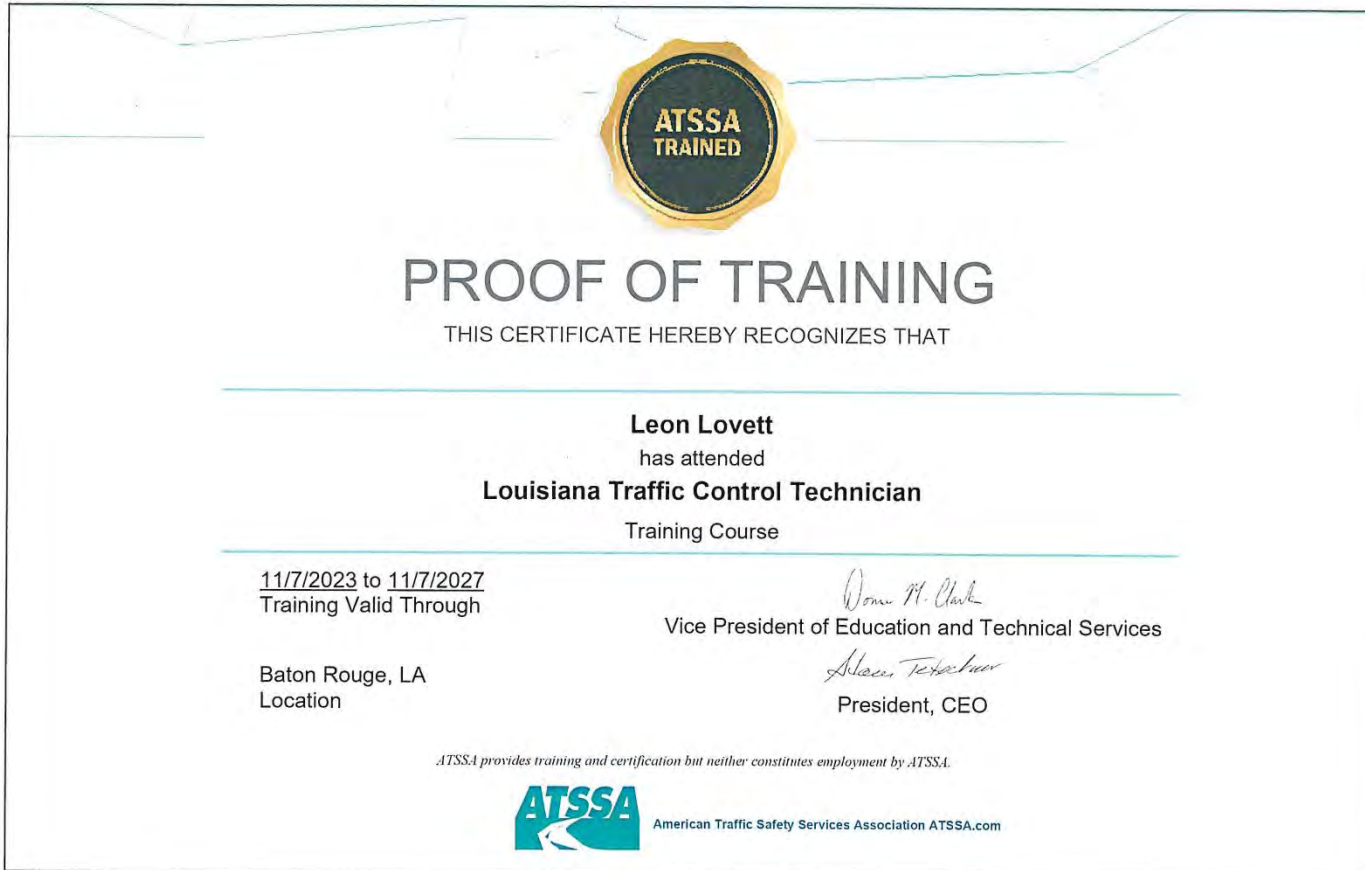 ATSSA
TRAINED
PROOF OF TRAINING
THIS CERTIFICATE HEREBY RECOGNIZES THAT
Leon Lovett
has attended
Louisiana Traffic Control Technician
Training Course
11/7/2023 to 11/7/2027
Training Valid Through
Baton Rouge, LA
Location
M. Clark
Vice President of Education and Technical Services
President, CEO
ATSSA provides training and certification but neither constitutes employment by ATSSA.
ATSSA
American Traffic Safety Services Association ATSSA.com